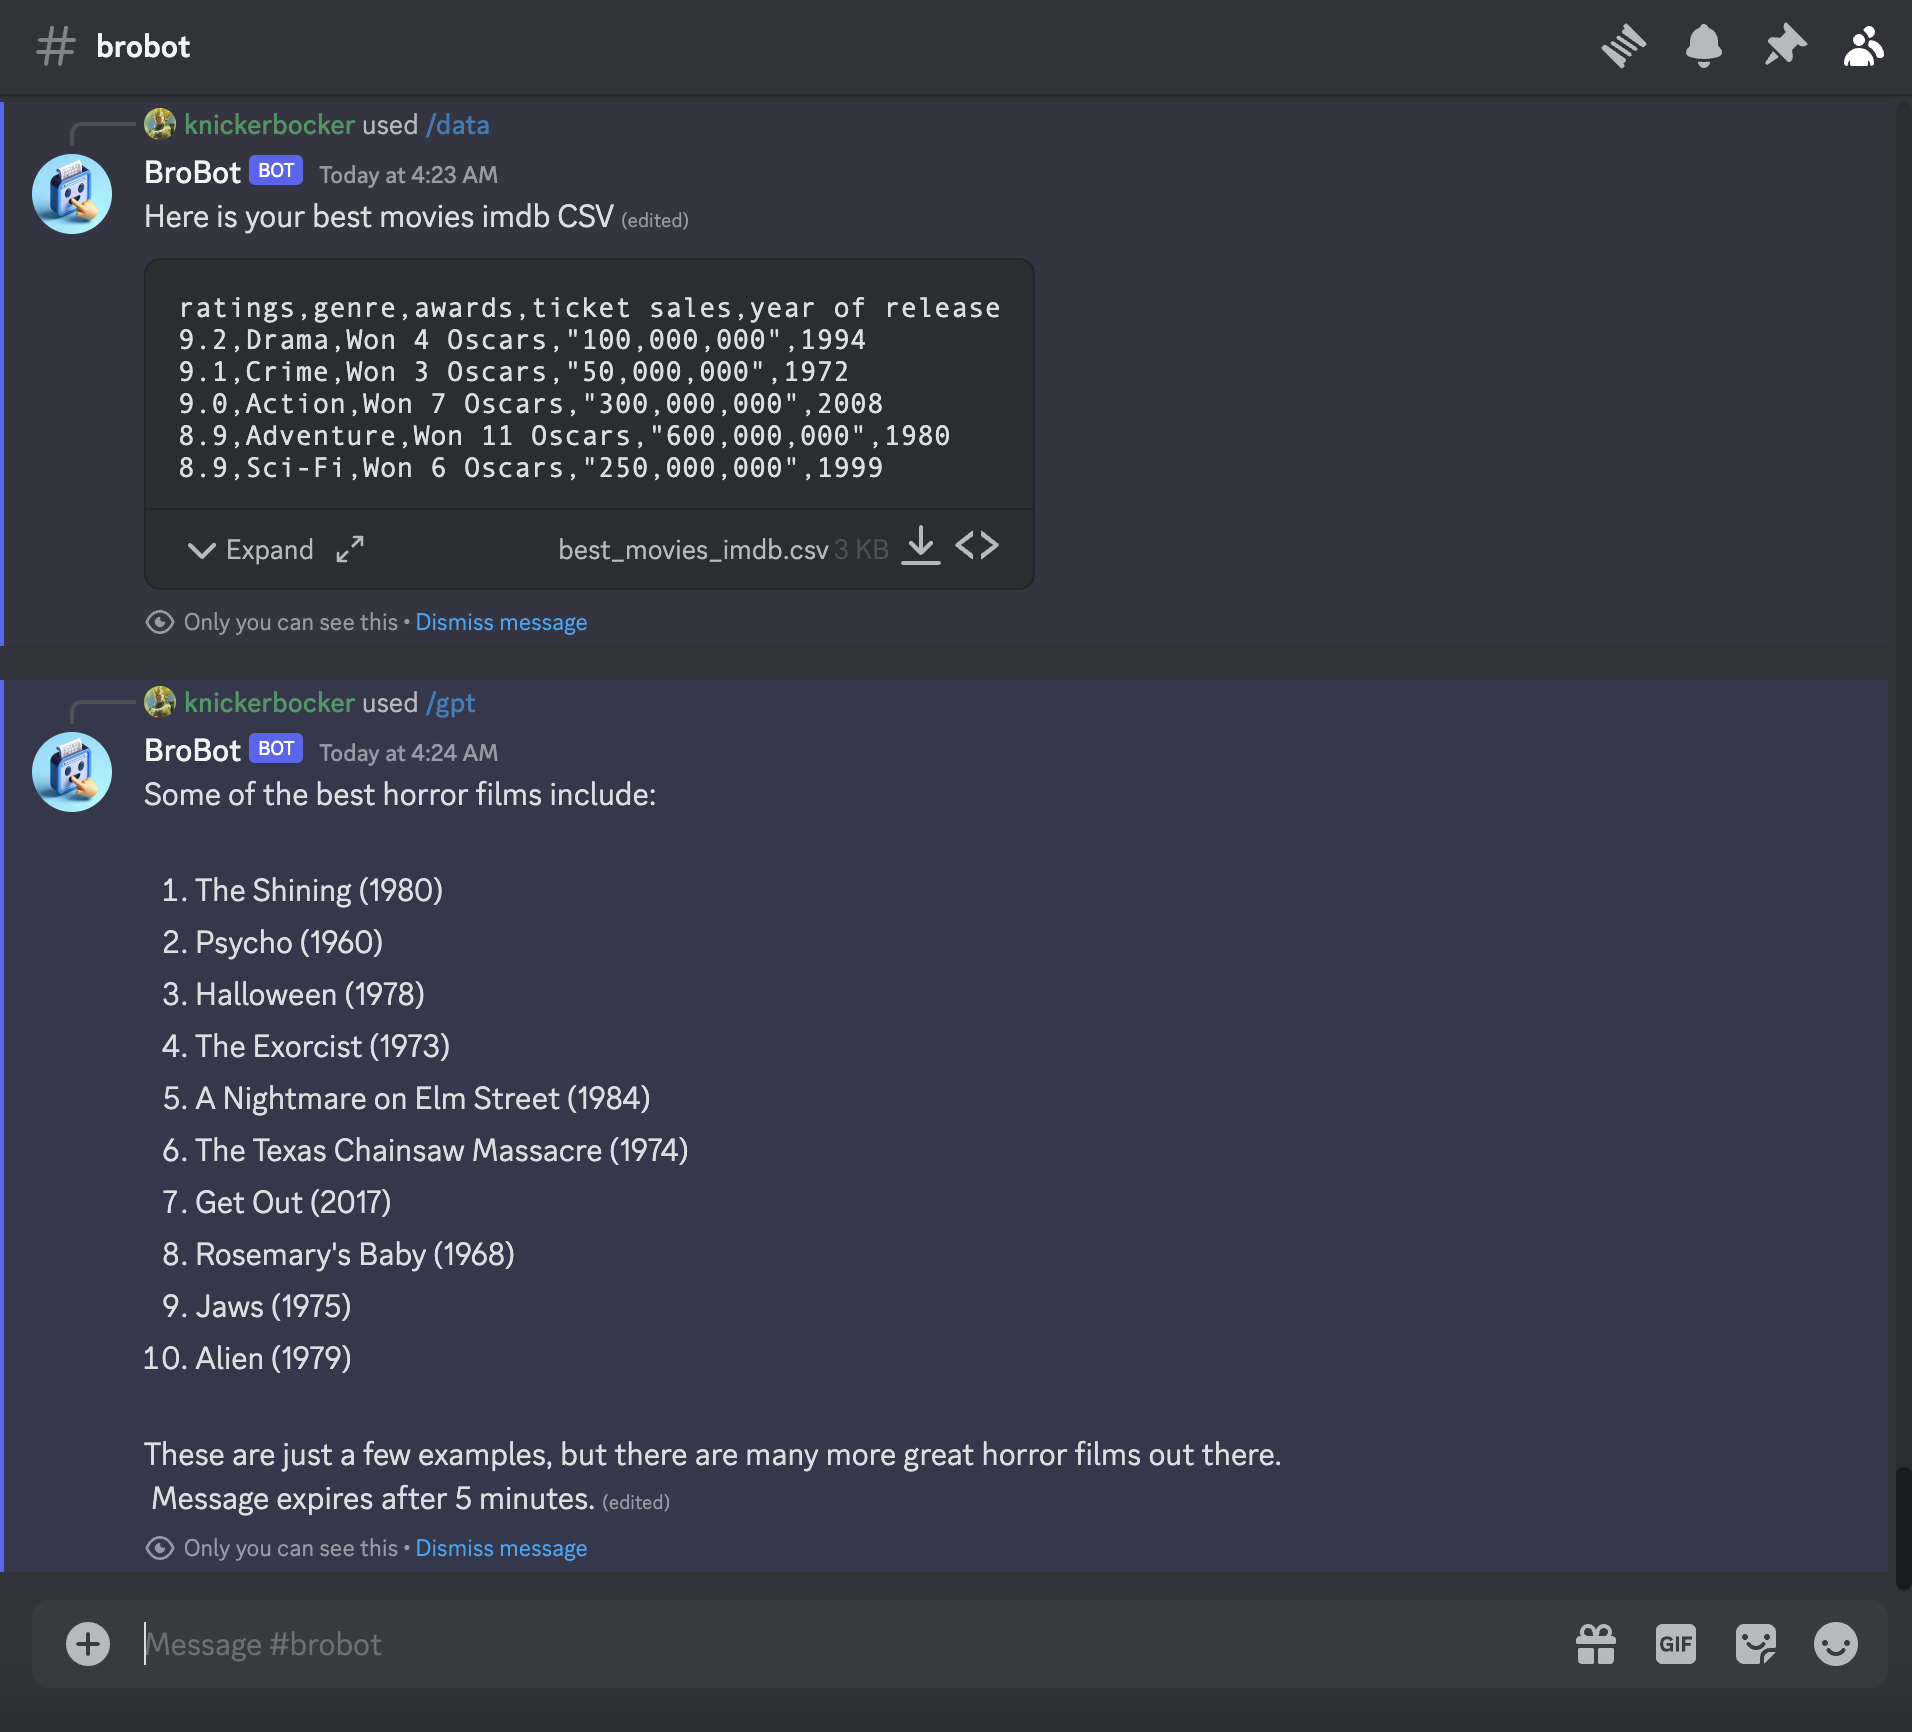 brobot
knickerbocker used /data
BroBot BOT Today at 4:23 AM
Here is your best movies imdb CSV (edited)
ratings,genre,awards,ticket sales,year of release
9.2,Drama,Won 4 Oscars,"100,000,000",1994
9.1,Crime,Won 3 Oscars,"50,000,000",1972
9.0,Action,Won 7 Oscars,"300,000,000",2008
8.9,Adventure,Won 11 Oscars,"600,000,000",1980
8.9,Sci-Fi,Won 6 Oscars,"250,000,000",1999
Expand best_movies_imdb.csv 3 KB
Only you can see this • Dismiss message
knickerbocker used /gpt
BroBot BOT Today at 4:24 AM
Some of the best horror films include:
1. The Shining (1980)
2. Psycho (1960)
3. Halloween (1978)
4. The Exorcist (1973)
5. A Nightmare on Elm Street (1984)
6. The Texas Chainsaw Massacre (1974)
7. Get Out (2017)
8. Rosemary's Baby (1968)
9. Jaws (1975)
10. Alien (1979)
These are just a few examples, but there are many more great horror films out there.
Message expires after 5 minutes. (edited)
Only you can see this • Dismiss message
Message #brobot GIF